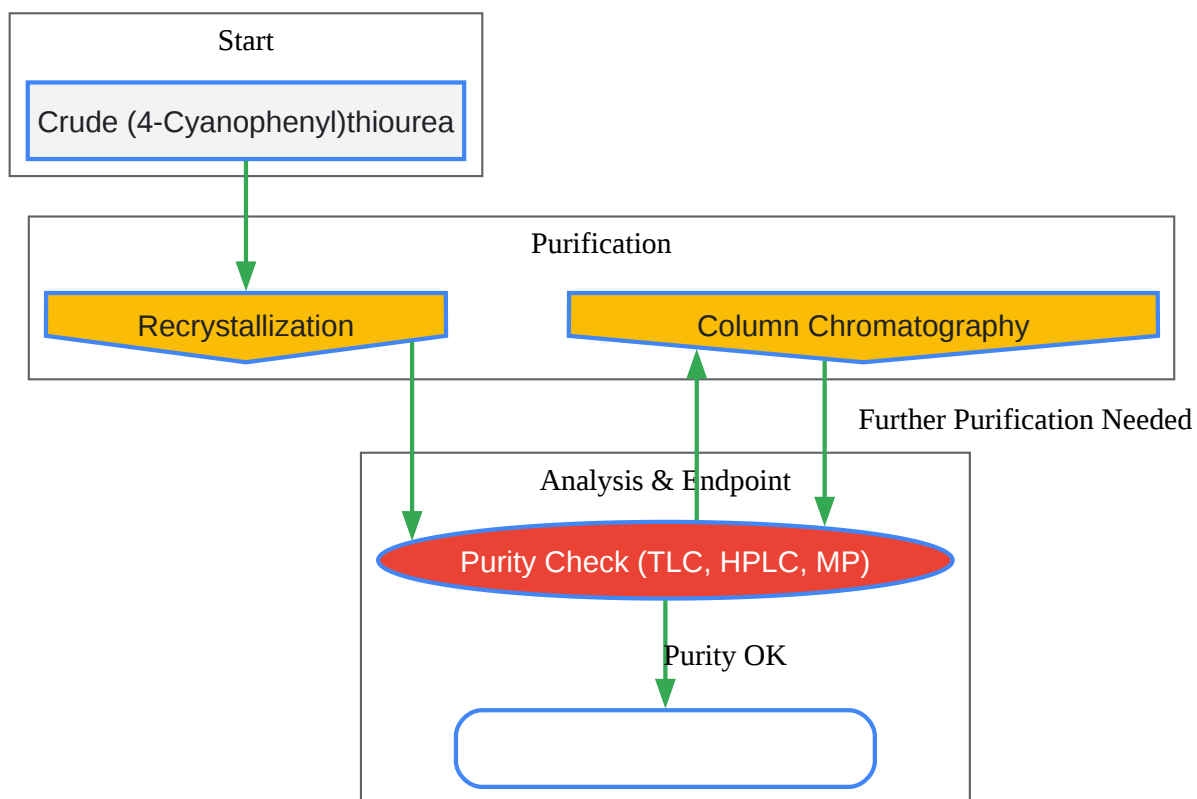 Start
Crude (4-Cyanophenyl)thiourea
Purification
Recrystallization
Column Chromatography
Further Purification Needed
Analysis & Endpoint
Purity Check (TLC, HPLC, MP)
Purity OK